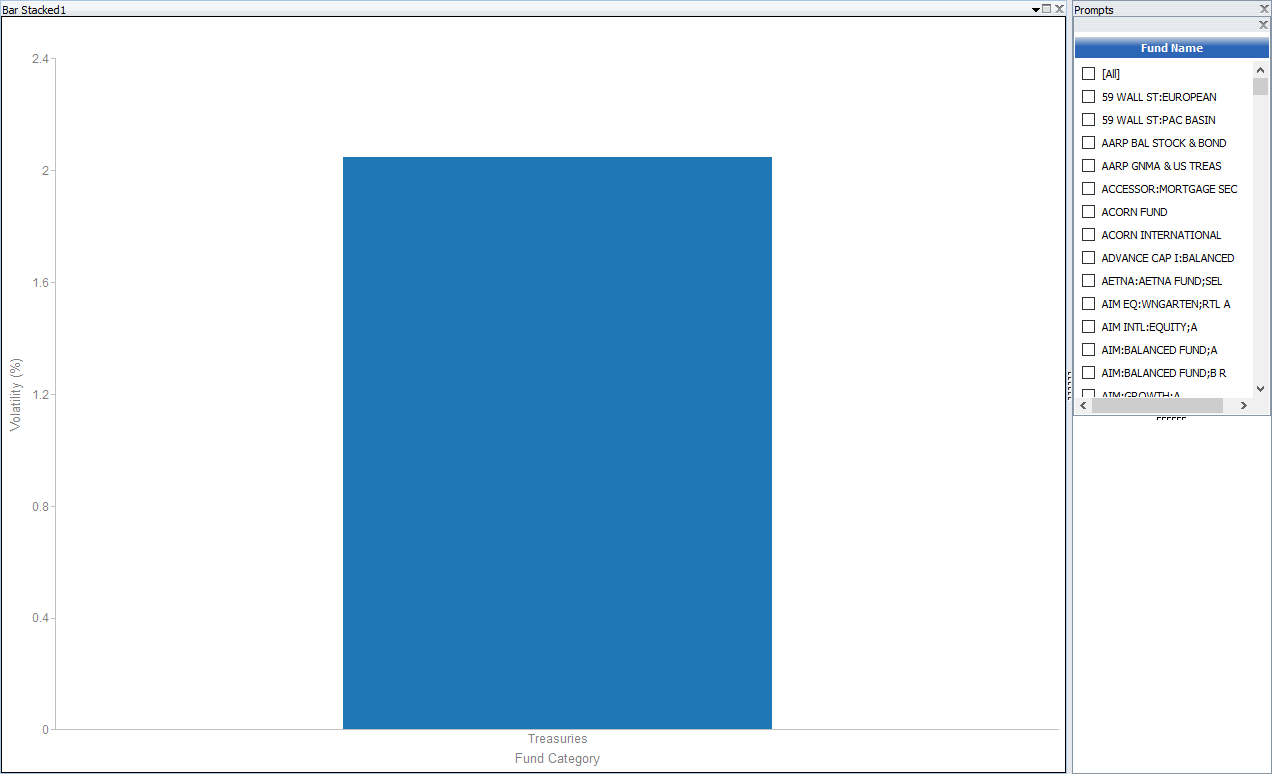 Bar Stacked1
2.4
2
1.6
1.2
0.8
0.4
0
Volatility (%)
Treasuries
Fund Category
Prompts
Fund Name
[All]
59 WALL ST:EUROPEAN
59 WALL ST:PAC BASIN
AARP BAL STOCK & BOND
AARP GNMA & US TREAS
ACCESSOR:MORTGAGE SEC
ACORN FUND
ACORN INTERNATIONAL
ADVANCE CAP I:BALANCED
AETNA:AETNA FUND;SEL
AIM EQ:WNGARTEN;RTL A
AIM INTL:EQUITY;A
AIM:BALANCED FUND;A
AIM:BALANCED FUND;B R
AIM:GROWTH;A